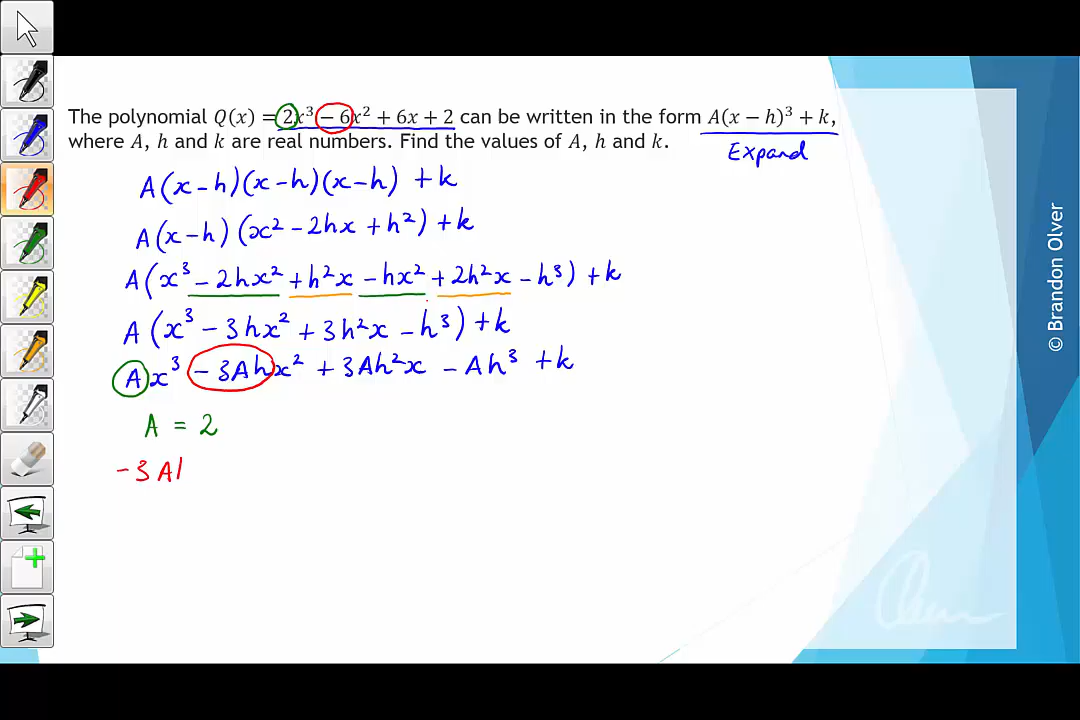 The polynomial Q(x) = 2x³ − 6x² + 6x + 2 can be written in the form A(x − h)³ + k,
where A, h and k are real numbers. Find the values of A, h and k.
Expand
A(x-h)(x-h)(x-h) + k
A(x-h)(x² - 2hx + h²) + k
A(x³ - 2hx² + h²x - hx² + 2h²x - h³) + k
A(x³ - 3hx² + 3h²x - h³) + k
Ax³ - 3Ahx² + 3Ah²x - Ah³ + k
A = 2
-3A
© Brandon Olver